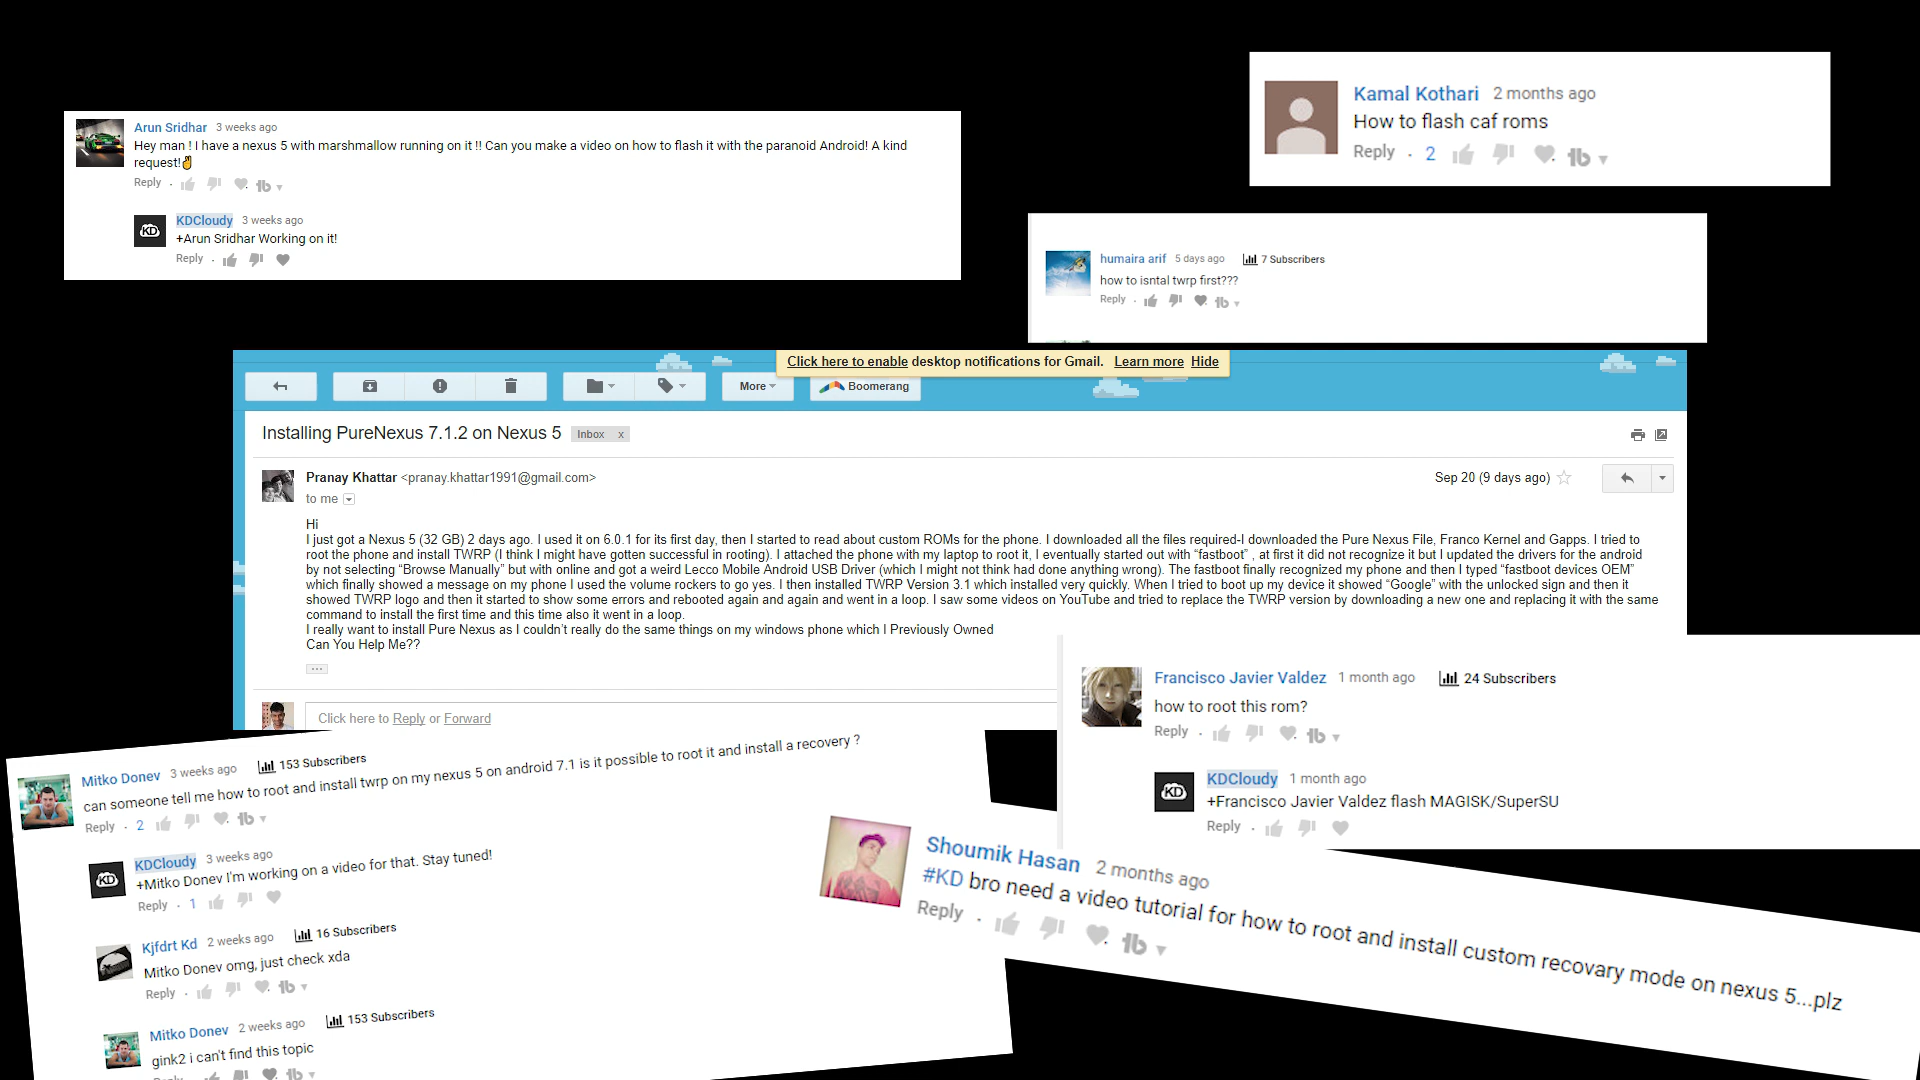 Kamal Kothari 2 months ago
How to flash caf roms
Reply · 2
Arun Sridhar 3 weeks ago
Hey man ! I have a nexus 5 with marshmallow running on it !! Can you make a video on how to flash it with the paranoid Android! A kind
request!✌
Reply ·
KD
KDCloudy 3 weeks ago
+Arun Sridhar Working on it!
Reply ·
humaira arif 5 days ago 7 Subscribers
how to isntal twrp first???
Reply ·
Click here to enable desktop notifications for Gmail. Learn more Hide
More Boomerang
Installing PureNexus 7.1.2 on Nexus 5 Inbox x
Pranay Khattar <pranay.khattar1991@gmail.com> Sep 20 (9 days ago)
to me
Hi
I just got a Nexus 5 (32 GB) 2 days ago. I used it on 6.0.1 for its first day, then I started to read about custom ROMs for the phone. I downloaded all the files required-I downloaded the Pure Nexus File, Franco Kernel and Gapps. I tried to
root the phone and install TWRP (I think I might have gotten successful in rooting). I attached the phone with my laptop to root it, I eventually started out with “fastboot” , at first it did not recognize it but I updated the drivers for the android
by not selecting “Browse Manually” but with online and got a weird Lecco Mobile Android USB Driver (which I might not think had done anything wrong). The fastboot finally recognized my phone and then I typed “fastboot devices OEM”
which finally showed a message on my phone I used the volume rockers to go yes. I then installed TWRP Version 3.1 which installed very quickly. When I tried to boot up my device it showed “Google” with the unlocked sign and then it
showed TWRP logo and then it started to show some errors and rebooted again and again and went in a loop. I saw some videos on YouTube and tried to replace the TWRP version by downloading a new one and replacing it with the same
command to install the first time and this time also it went in a loop.
I really want to install Pure Nexus as I couldn’t really do the same things on my windows phone which I Previously Owned
Can You Help Me??
Click here to Reply or Forward
Francisco Javier Valdez 1 month ago 24 Subscribers
how to root this rom?
Reply ·
KD
KDCloudy 1 month ago
+Francisco Javier Valdez flash MAGISK/SuperSU
Reply ·
Mitko Donev 3 weeks ago 153 Subscribers
can someone tell me how to root and install twrp on my nexus 5 on android 7.1 is it possible to root it and install a recovery ?
Reply · 2
KD
KDCloudy 3 weeks ago
+Mitko Donev I'm working on a video for that. Stay tuned!
Reply · 1
Kjfdrt Kd 2 weeks ago 16 Subscribers
Mitko Donev omg, just check xda
Reply ·
Mitko Donev 2 weeks ago 153 Subscribers
gink2 i can't find this topic
Reply
Shoumik Hasan 2 months ago
#KD bro need a video tutorial for how to root and install custom recovary mode on nexus 5...plz
Reply ·